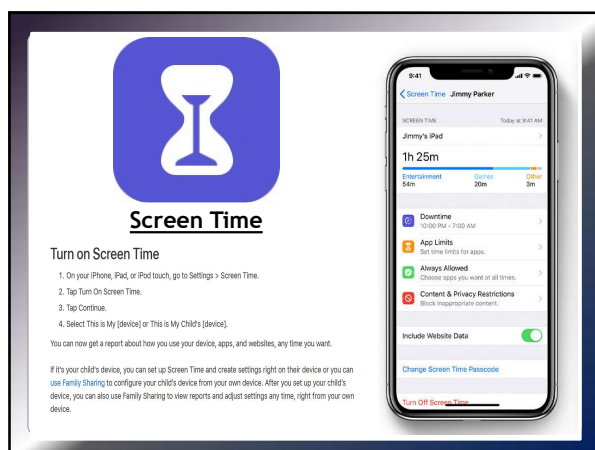 Screen Time
Turn on Screen Time
1. On your iPhone, iPad, or iPod touch, go to Settings > Screen Time.
2. Tap Turn On Screen Time.
3. Tap Continue.
4. Select This is My [device] or This is My Child's [device].
You can now get a report about how you use your device, apps, and websites, any time you want.
If it's your child's device, you can set up Screen Time and create settings right on their device or you can
use Family Sharing to configure your child's device from your own device. After you set up your child's
device, you can also use Family Sharing to view reports and adjust settings any time, right from your own
device.
9:41
Screen Time Jimmy Parker
SCREEN TIME Today at 9:41 AM
Jimmy's iPad
1h 25m
Entertainment Games Other
54m 20m 3m
Downtime
10:00 PM - 7:00 AM
App Limits
Set time limits for apps.
Always Allowed
Choose apps you want at all times.
Content & Privacy Restrictions
Block inappropriate content.
Include Website Data
Change Screen Time Passcode
Turn Off Screen Time